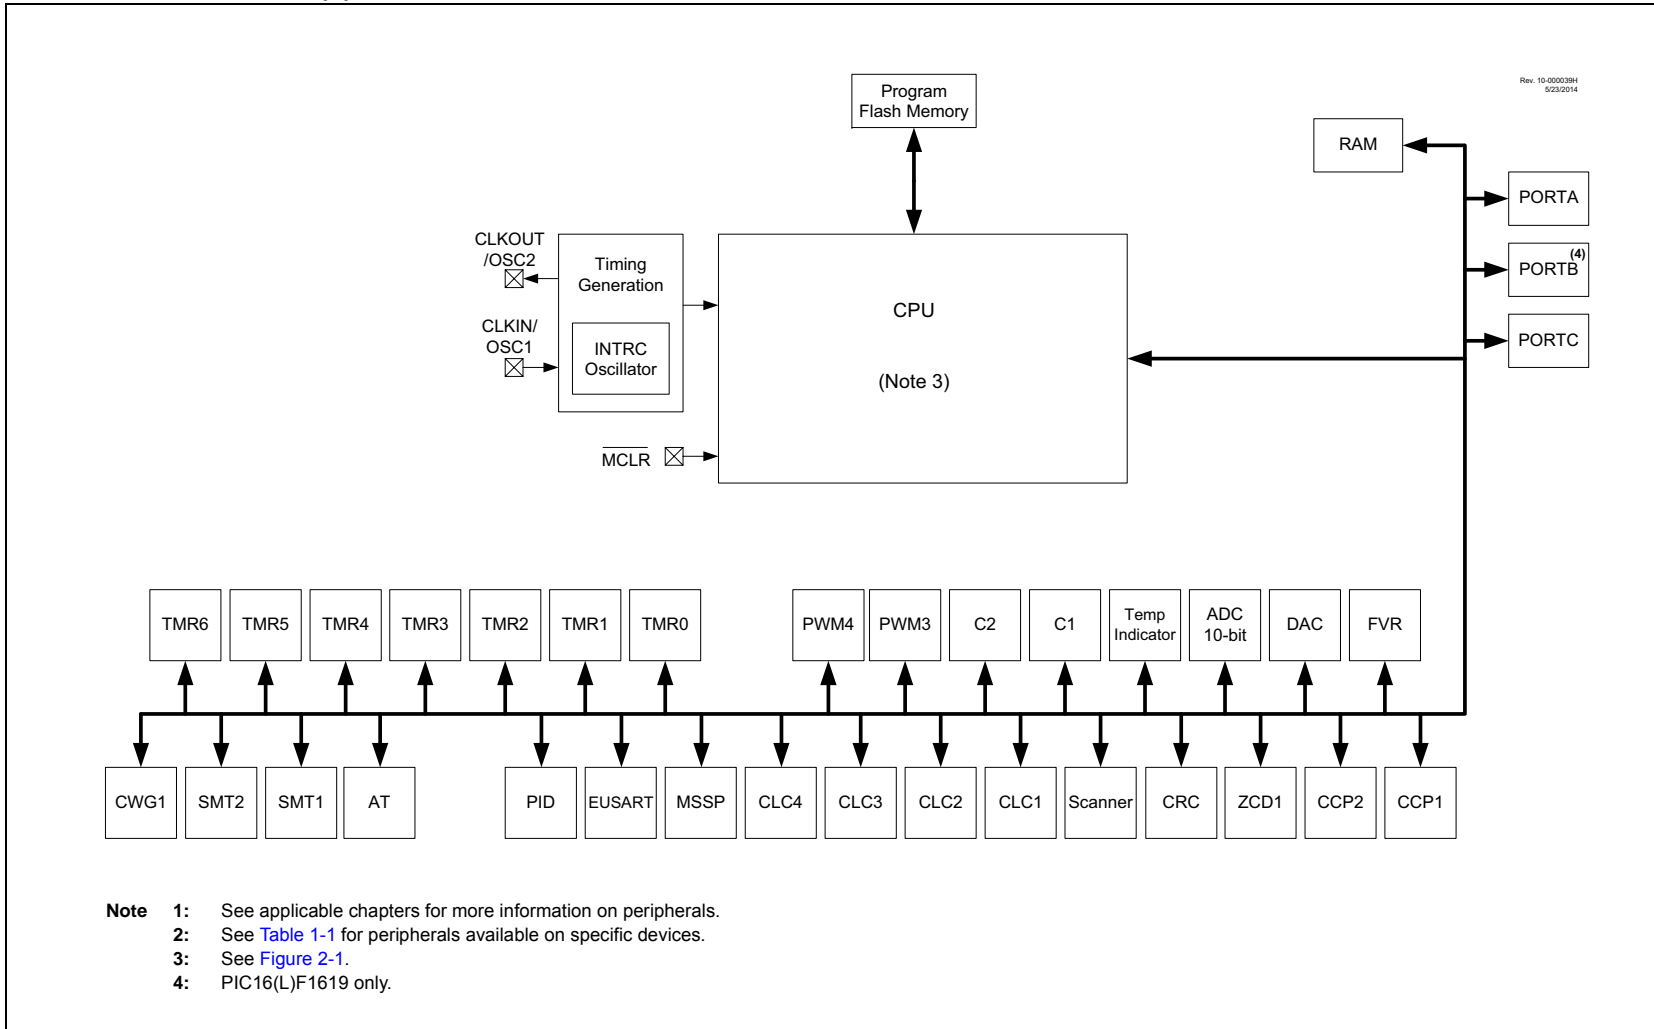 Rev. 10-000039H
5/23/2014
Program
Flash Memory
RAM
PORTA
PORTB
(4)
PORTC
CLKOUT
/OSC2
Timing
Generation
CLKIN/
OSC1
INTRC
Oscillator
CPU
(Note 3)
MCLR
TMR6
TMR5
TMR4
TMR3
TMR2
TMR1
TMR0
PWM4
PWM3
C2
C1
Temp
Indicator
ADC
10-bit
DAC
FVR
CWG1
SMT2
SMT1
AT
PID
EUSART
MSSP
CLC4
CLC3
CLC2
CLC1
Scanner
CRC
ZCD1
CCP2
CCP1
Note 1: See applicable chapters for more information on peripherals.
2: See Table 1-1 for peripherals available on specific devices.
3: See Figure 2-1.
4: PIC16(L)F1619 only.